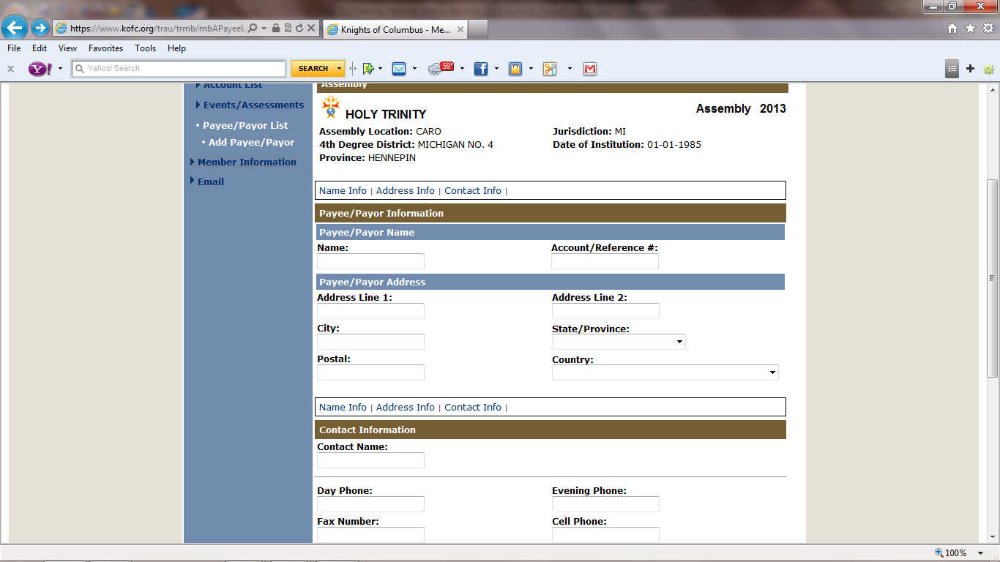 https://www.kofc.org/trau/trmb/mbAPayeeI
Knights of Columbus - Me...
File Edit View Favorites Tools Help
Yahoo! Search
SEARCH
59°
Account List
Events/Assessments
Payee/Payor List
Add Payee/Payor
Member Information
Email
Assembly
HOLY TRINITY
Assembly 2013
Assembly Location: CARO
Jurisdiction: MI
4th Degree District: MICHIGAN NO. 4
Date of Institution: 01-01-1985
Province: HENNEPIN
Name Info | Address Info | Contact Info |
Payee/Payor Information
Payee/Payor Name
Name:
Account/Reference #:
Payee/Payor Address
Address Line 1:
Address Line 2:
City:
State/Province:
Postal:
Country:
Name Info | Address Info | Contact Info |
Contact Information
Contact Name:
Day Phone:
Evening Phone:
Fax Number:
Cell Phone:
100%